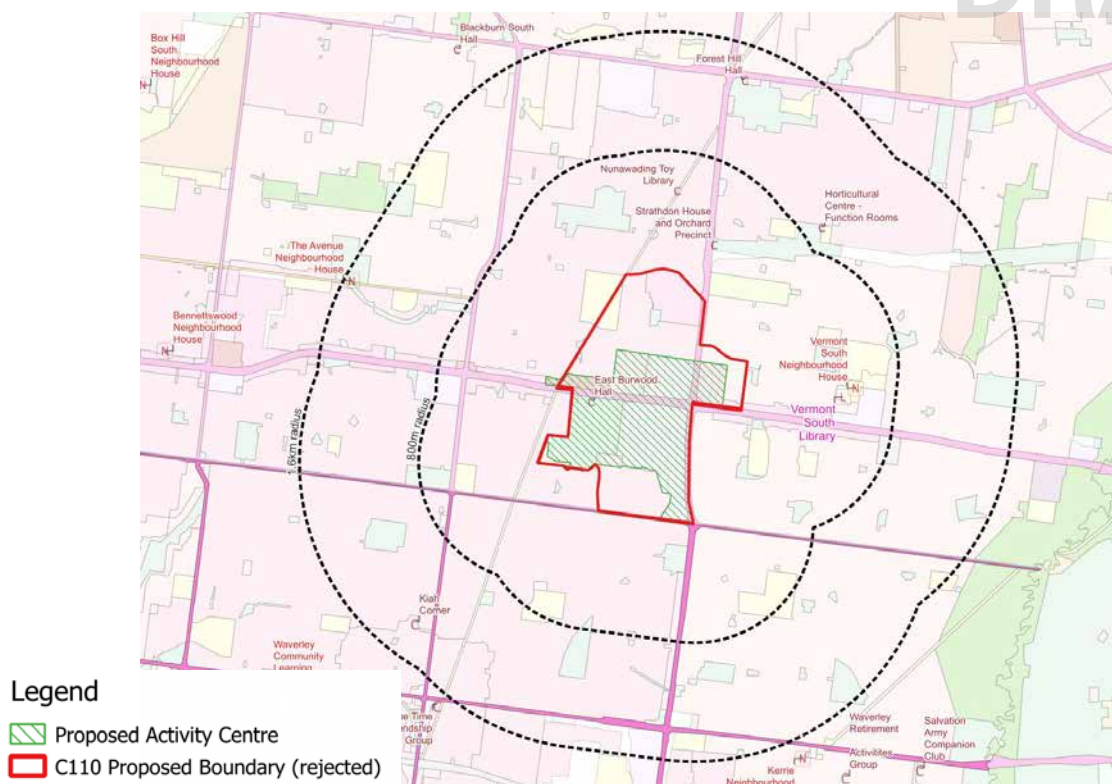 Blackburn South
Hall
Box Hill
South
Neighbourhood
House
Forest Hill
Hall
Nunawading Toy
Library
Strathdon House
and Orchard
Precinct
Horticultural
Centre -
Function Rooms
The Avenue
Neighbourhood
House
N
Bennettswood
Neighbourhood
House
N
Vermont
South
Neighbourhood
House
N
East Burwood
Hall
Vermont
South
Library
1.6km radius
800m radius
Kiah
Corner
Waverley
Community
Learning
Waverley
Retirement
Activitites
Group
Salvation
Army
Companion
Club
N
Kerrie
Neighbourhood
Legend
Proposed Activity Centre
C110 Proposed Boundary (rejected)